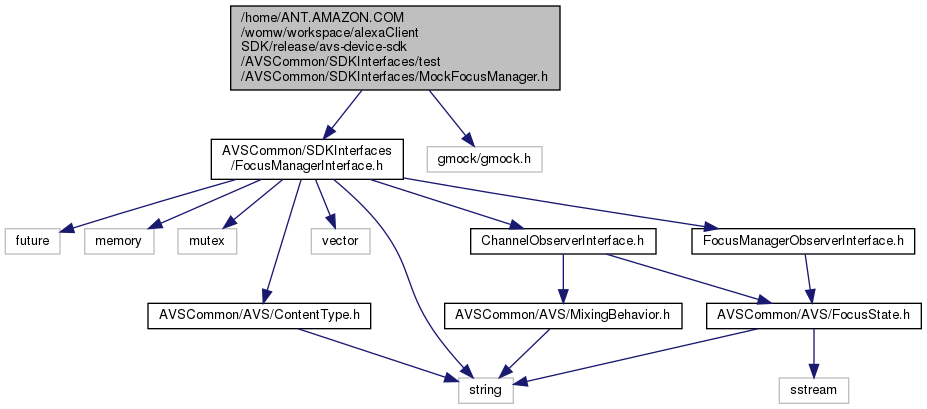 /home/ANT.AMAZON.COM
/womw/workspace/alexaClient
SDK/release/avs-device-sdk
/AVSCommon/SDKInterfaces/test
/AVSCommon/SDKInterfaces/MockFocusManager.h
AVSCommon/SDKInterfaces
/FocusManagerInterface.h
gmock/gmock.h
future
memory
mutex
vector
ChannelObserverInterface.h
FocusManagerObserverInterface.h
AVSCommon/AVS/ContentType.h
AVSCommon/AVS/MixingBehavior.h
AVSCommon/AVS/FocusState.h
string
sstream